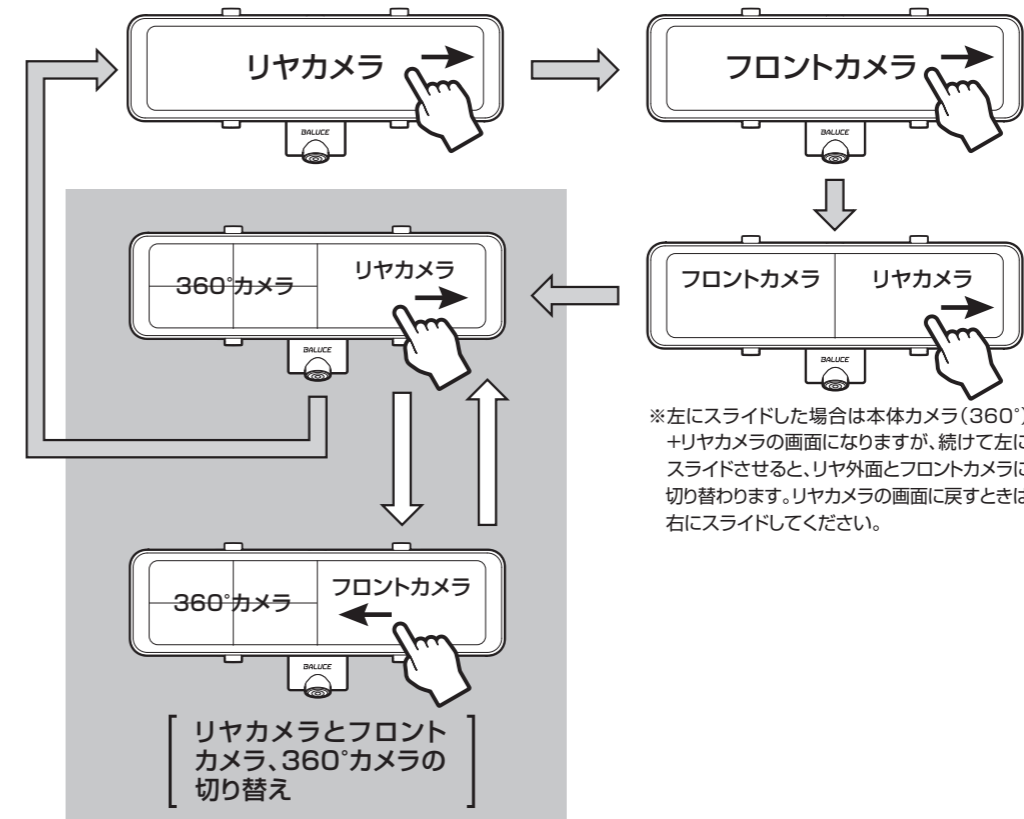 リヤカメラ
BALUCE
フロントカメラ
BALUCE
フロントカメラ
リヤカメラ
BALUCE
※左にスライドした場合は本体カメラ(360°)
+リヤカメラの画面になりますが、続けて左に
スライドさせると、リヤ外面とフロントカメラに
切り替わります。リヤカメラの画面に戻すときは
右にスライドしてください。
360°カメラ
リヤカメラ
BALUCE
360°カメラ
フロントカメラ
BALUCE
リヤカメラとフロント
カメラ、360°カメラの
切り替え